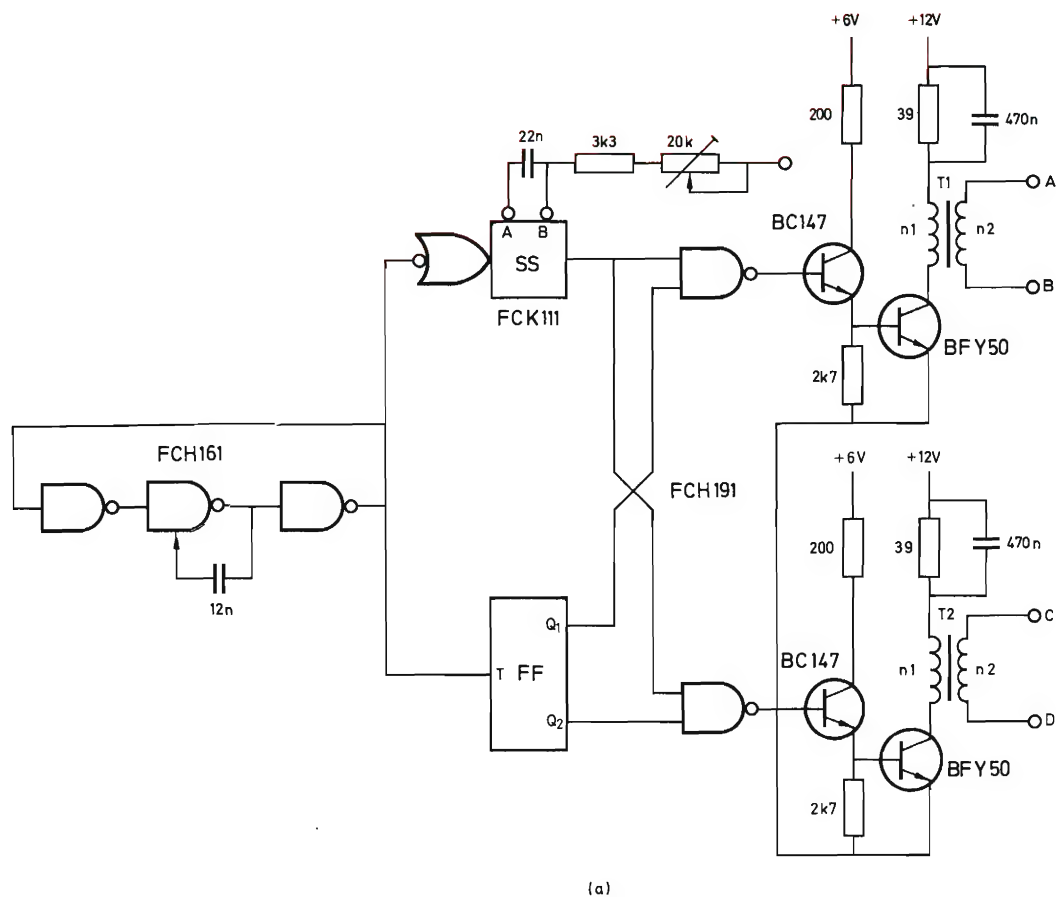 +6V
+12V
200
39
470n
22n
3k3
20k
T1
A
n1
n2
B
BC147
A B
SS
FCK111
BFY50
2k7
FCH161
FCH191
+6V
+12V
200
39
470n
12n
T2
C
n1
n2
D
Q1
T FF
Q2
BC147
BFY50
2k7
(a)